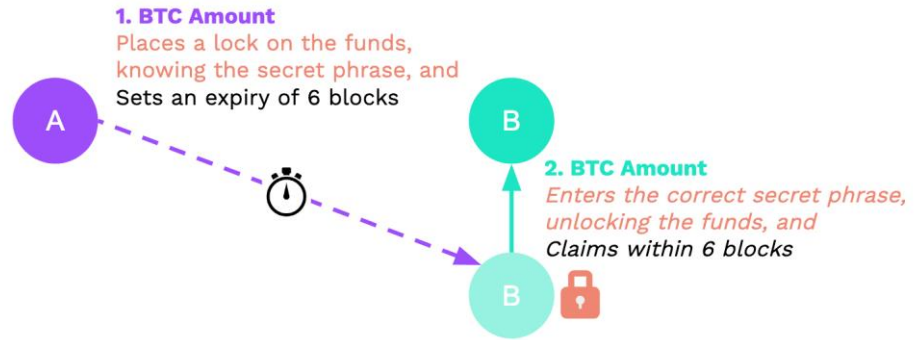 1. BTC Amount
Places a lock on the funds,
knowing the secret phrase, and
Sets an expiry of 6 blocks
A
B
2. BTC Amount
Enters the correct secret phrase,
unlocking the funds, and
Claims within 6 blocks
B